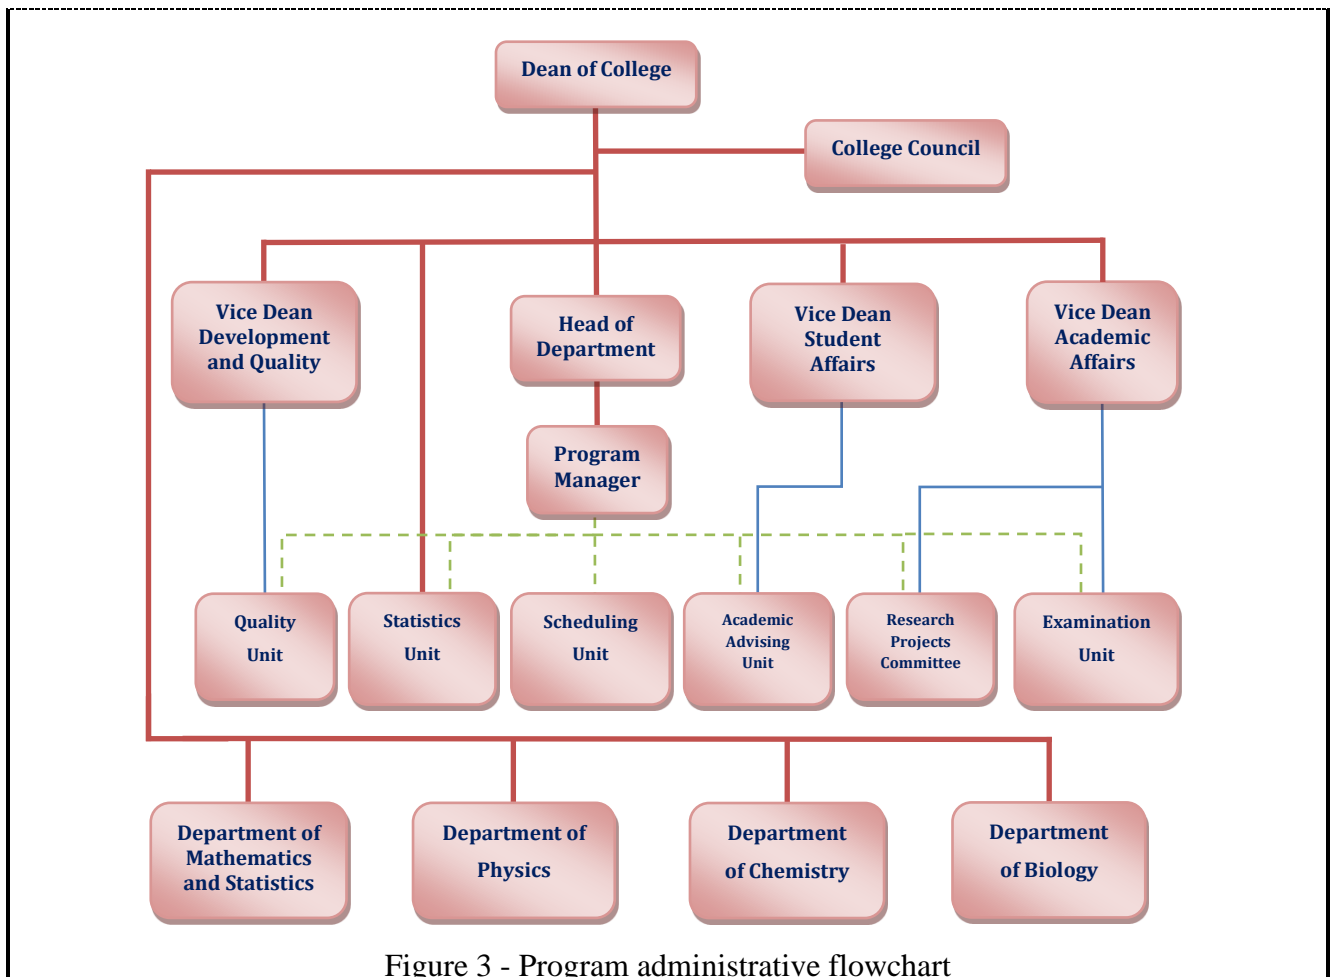 Dean of College
College Council
Vice Dean
Development
and Quality
Head of
Department
Vice Dean
Student
Affairs
Vice Dean
Academic
Affairs
Program
Manager
Quality
Unit
Statistics
Unit
Scheduling
Unit
Academic
Advising
Unit
Research
Projects
Committee
Examination
Unit
Department of
Mathematics
and Statistics
Department of
Physics
Department
of Chemistry
Department
of Biology
Figure 3 - Program administrative flowchart